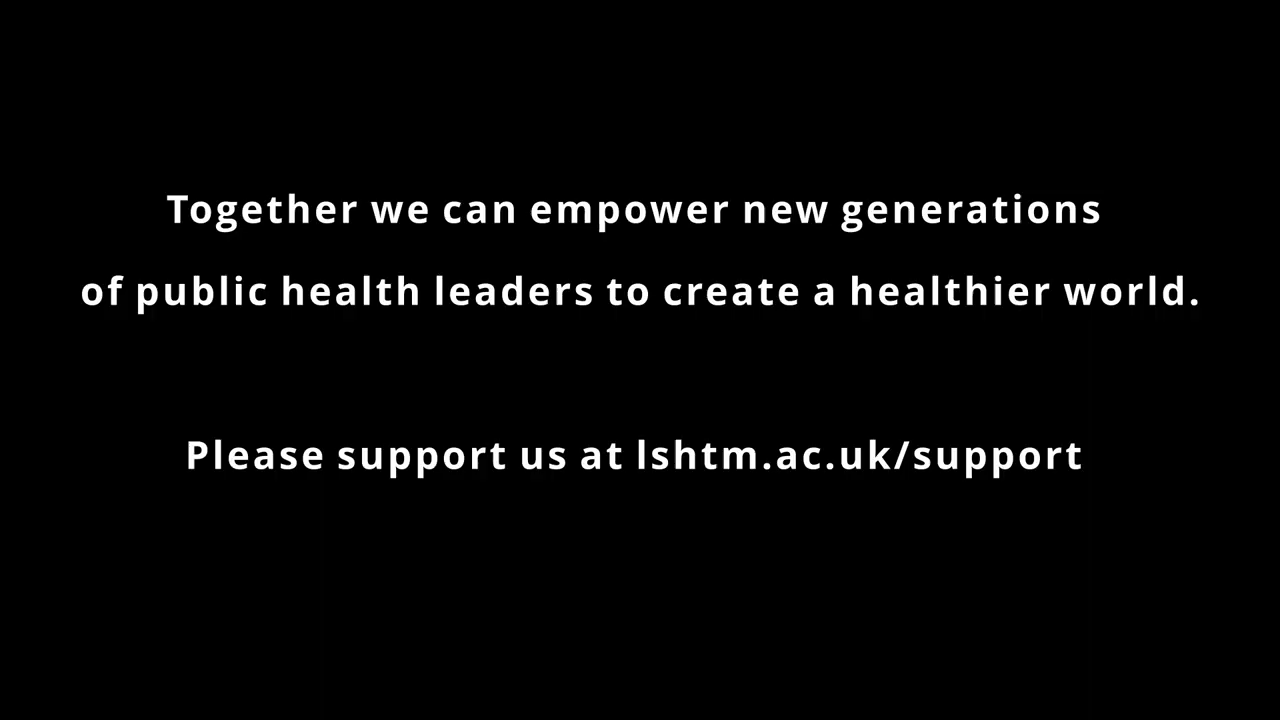 Together we can empower new generations
of public health leaders to create a healthier world.
Please support us at lshtm.ac.uk/support